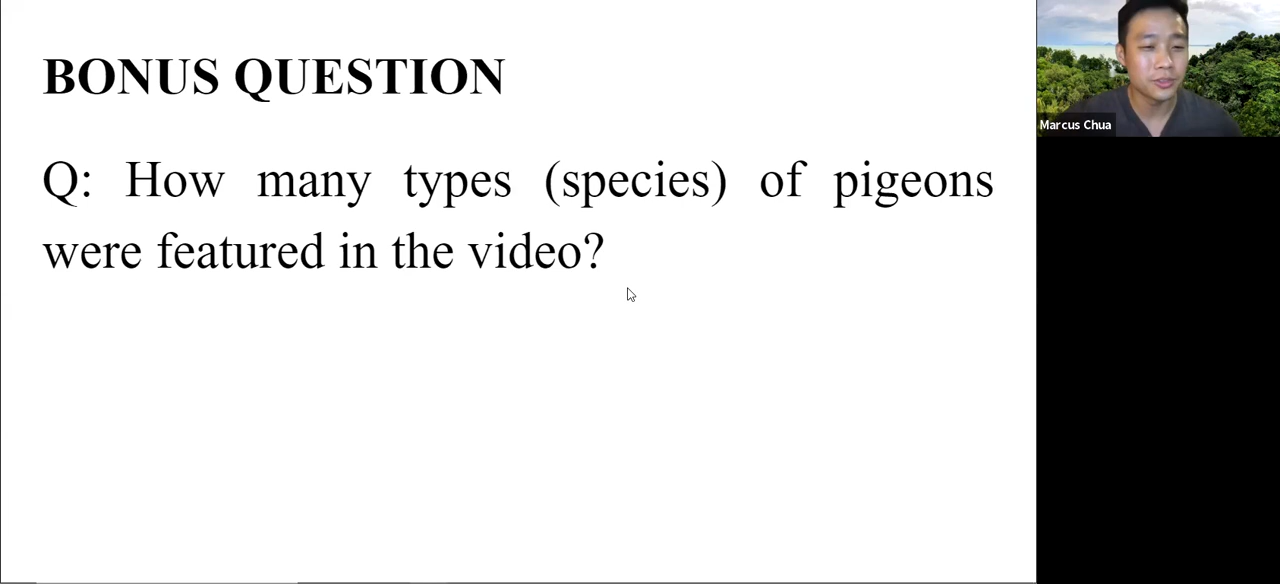 BONUS QUESTION
Q: How many types (species) of pigeons
were featured in the video?
Marcus Chua